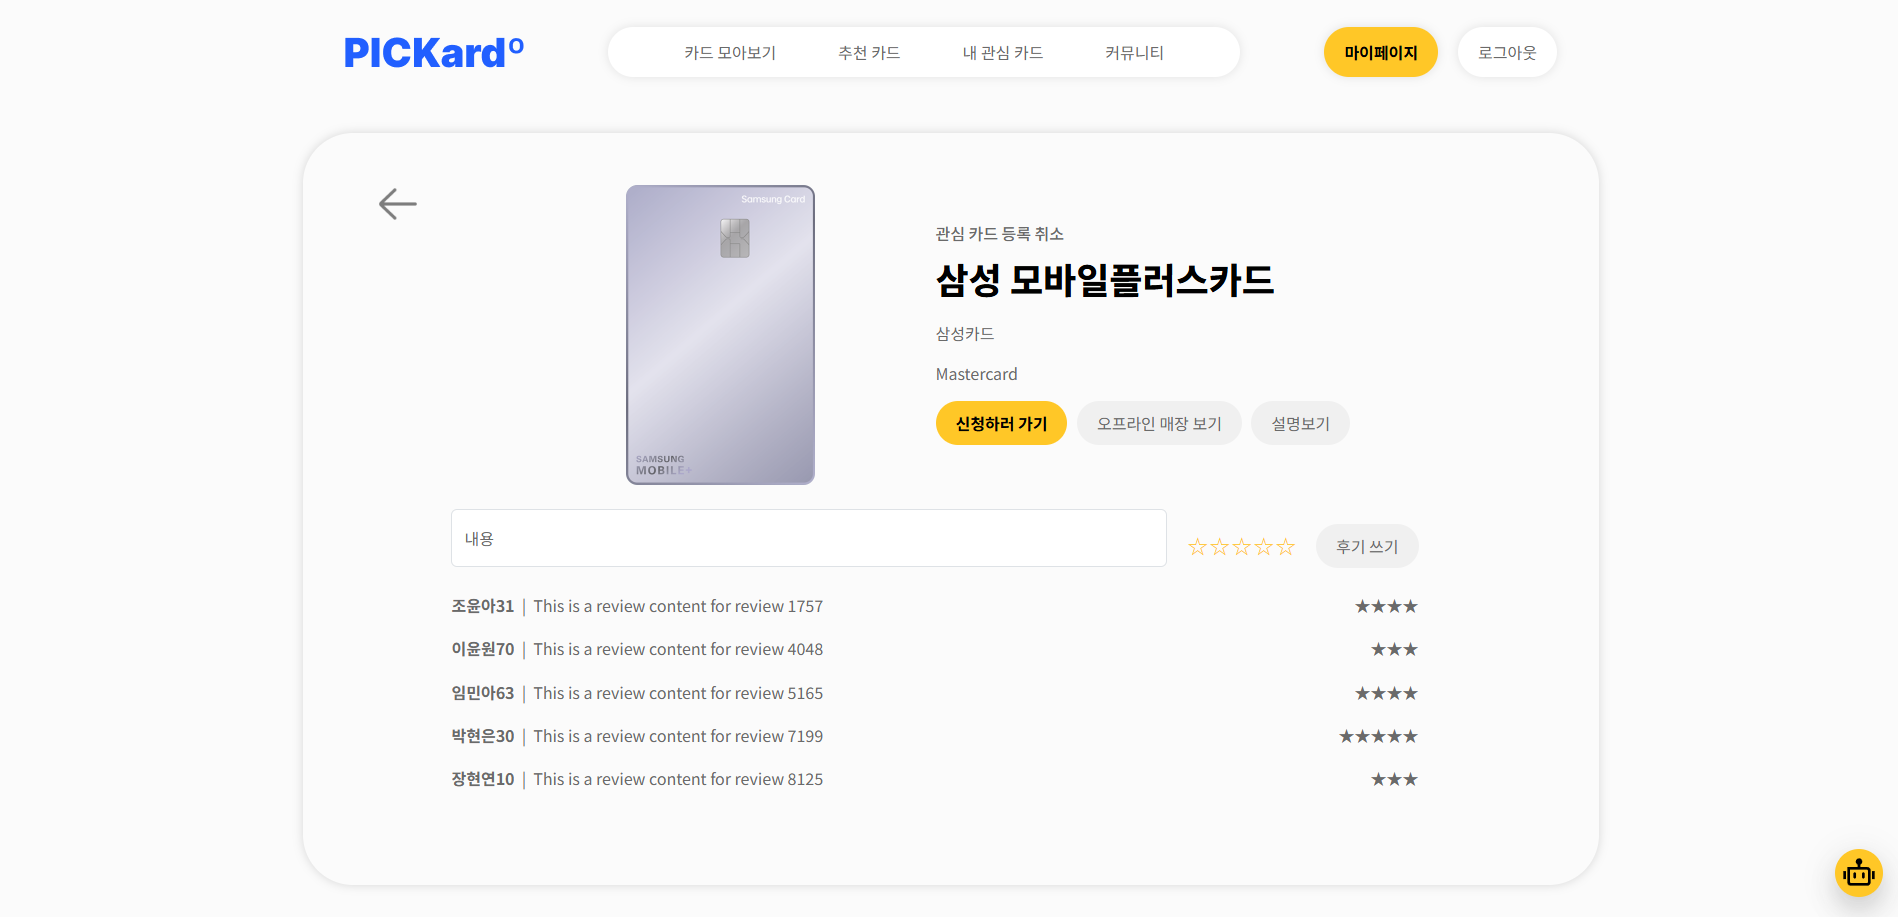 PICKardO
카드 모아보기 추천 카드 내 관심 카드 커뮤니티
마이페이지 로그아웃
Samsung Card
SAMSUNG
MOBILE+
관심 카드 등록 취소
삼성 모바일플러스카드
삼성카드
Mastercard
신청하러 가기 오프라인 매장 보기 설명보기
내용 ☆☆☆☆☆ 후기 쓰기
조윤아31 | This is a review content for review 1757 ★★★★
이윤원70 | This is a review content for review 4048 ★★★
임민아63 | This is a review content for review 5165 ★★★★
박현은30 | This is a review content for review 7199 ★★★★★
장현연10 | This is a review content for review 8125 ★★★